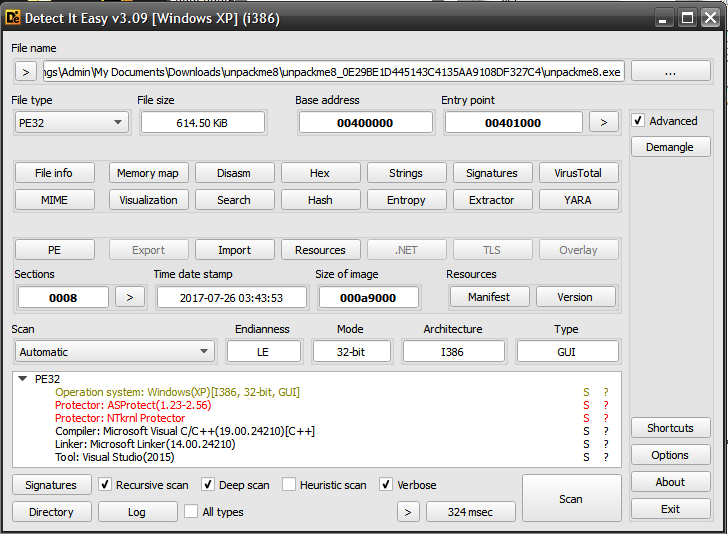 Detect It Easy v3.09 [Windows XP] (i386)
File name
> ngs\Admin\My Documents\Downloads\unpackme8\unpackme8_0E29BE1D445143C4135AA9108DF327C4\unpackme8.exe ...
File type File size Base address Entry point
PE32 614.50 KiB 00400000 00401000 > Advanced
Demangle
File info Memory map Disasm Hex Strings Signatures VirusTotal
MIME Visualization Search Hash Entropy Extractor YARA
PE Export Import Resources .NET TLS Overlay
Sections Time date stamp Size of image Resources
0008 > 2017-07-26 03:43:53 000a9000 Manifest Version
Scan Endianness Mode Architecture Type
Automatic LE 32-bit I386 GUI
PE32
Operation system: Windows(XP)[I386, 32-bit, GUI] S ?
Protector: ASProtect(1.23-2.56) S ?
Protector: NTkrnl Protector S ?
Compiler: Microsoft Visual C/C++(19.00.24210)[C++] S ?
Linker: Microsoft Linker(14.00.24210) S ?
Tool: Visual Studio(2015) S ?
Shortcuts
Options
About
Exit
Signatures Recursive scan Deep scan Heuristic scan Verbose Scan
Directory Log All types > 324 msec